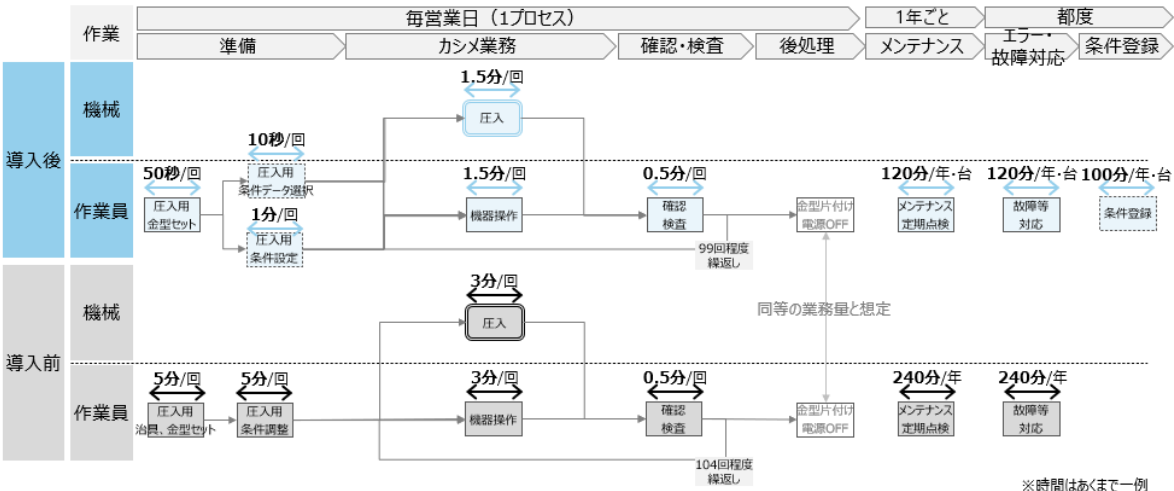 作業
毎営業日（1プロセス）
1年ごと
都度
準備
カシメ業務
確認・検査
後処理
メンテナンス
エラー・
故障対応
条件登録
導入後
機械
1.5分/回
圧入
作業員
50秒/回
圧入用
金型セット
10秒/回
圧入用
条件データ選択
1分/回
圧入用
条件設定
1.5分/回
機器操作
0.5分/回
確認
検査
99回程度
繰返し
金型片付け
電源OFF
120分/年・台
メンテナンス
定期点検
120分/年・台
故障等
対応
100分/年・台
条件登録
同等の業務量と想定
導入前
機械
3分/回
圧入
作業員
5分/回
圧入用
治具、金型セット
5分/回
圧入用
条件調整
3分/回
機器操作
0.5分/回
確認
検査
104回程度
繰返し
金型片付け
電源OFF
240分/年
メンテナンス
定期点検
240分/年
故障等
対応
※時間はあくまで一例